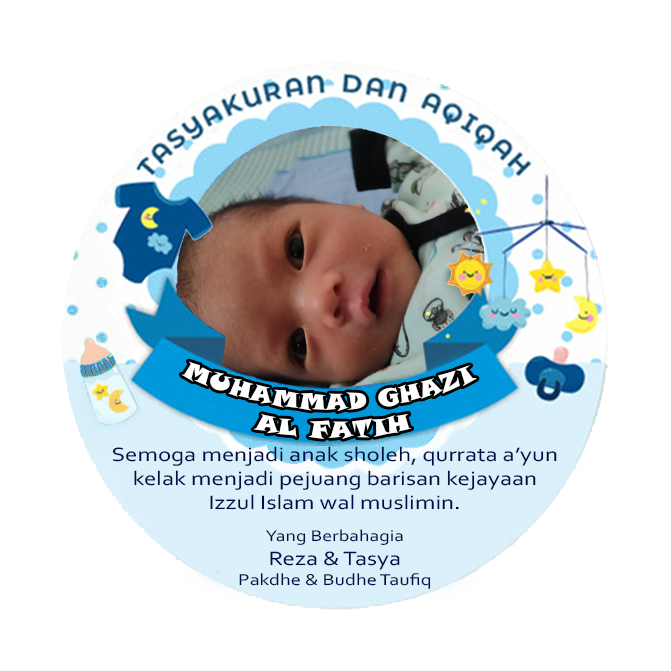 TASYAKURAN DAN AQIQAH
MUHAMMAD GHAZI
AL FATIH
Semoga menjadi anak sholeh, qurrata a’yun
kelak menjadi pejuang barisan kejayaan
Izzul Islam wal muslimin.
Yang Berbahagia
Reza & Tasya
Pakdhe & Budhe Taufiq